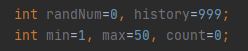 int randNum=0, history=999;
int min=1, max=50, count=0;